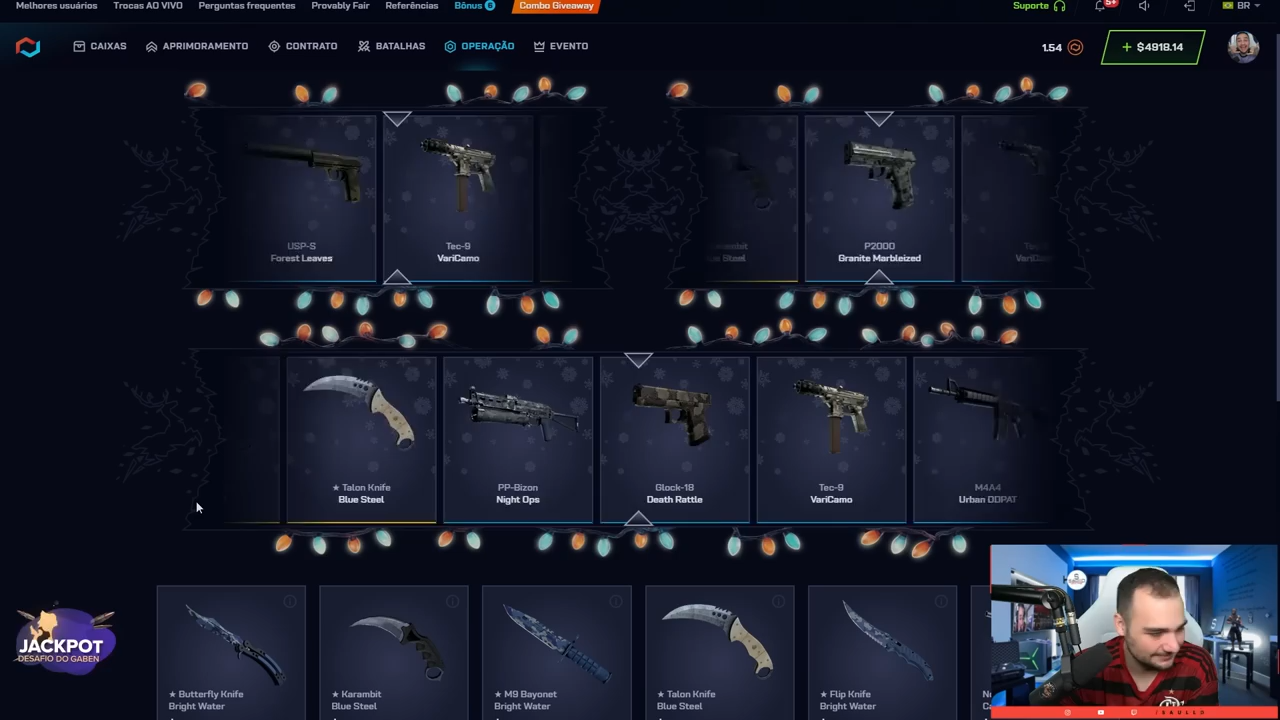 Melhores usuários Trocas AO VIVO Perguntas frequentes Provably Fair Referências Bônus Combo Giveaway Suporte 5+ BR
CAIXAS APRIMORAMENTO CONTRATO BATALHAS OPERAÇÃO EVENTO 1.54 + $4918.14
USP-S
Forest Leaves
Tec-9
VariCamo
P2000
Granite Marbleized
★ Talon Knife
Blue Steel
PP-Bizon
Night Ops
Glock-18
Death Rattle
Tec-9
VariCamo
M4A4
Urban DDPAT
JACKPOT
DESAFIO DO GABEN
★ Butterfly Knife
Bright Water
★ Karambit
Blue Steel
★ M9 Bayonet
Bright Water
★ Talon Knife
Blue Steel
★ Flip Knife
Bright Water
ISAULLO